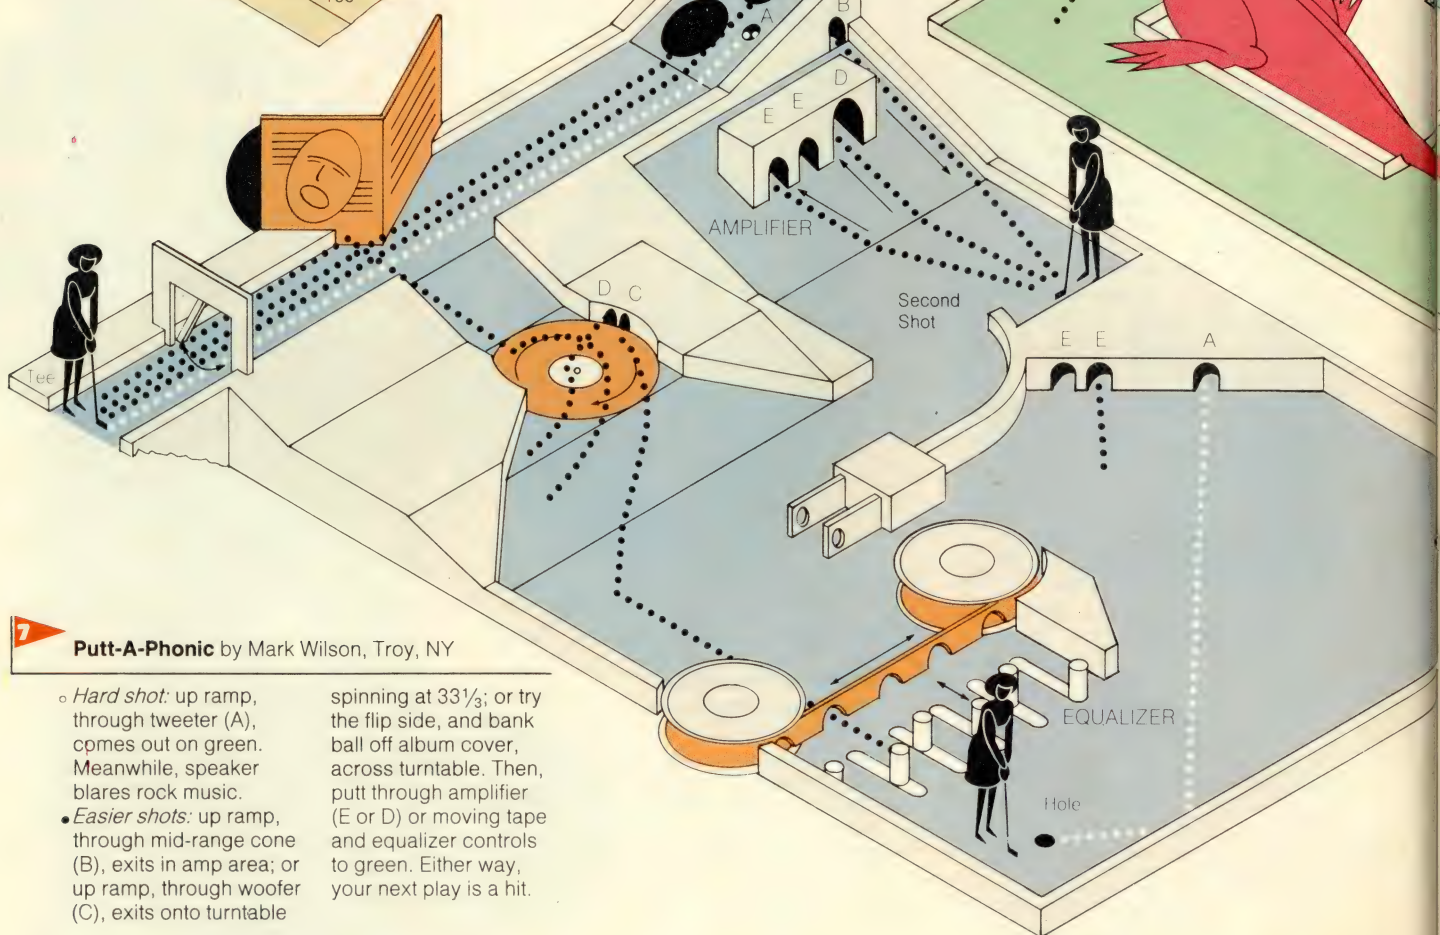 A
B
D
E
E
AMPLIFIER
D
C
Second
Shot
E E A
Tee
EQUALIZER
Hole
7
Putt-A-Phonic by Mark Wilson, Troy, NY
Hard shot: up ramp,
through tweeter (A),
comes out on green.
Meanwhile, speaker
blares rock music.
Easier shots: up ramp,
through mid-range cone
(B), exits in amp area; or
up ramp, through woofer
(C), exits onto turntable
spinning at 33⅓; or try
the flip side, and bank
ball off album cover,
across turntable. Then,
putt through amplifier
(E or D) or moving tape
and equalizer controls
to green. Either way,
your next play is a hit.